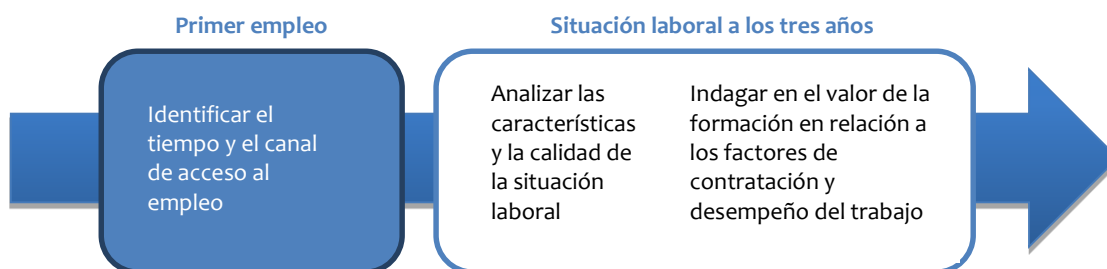 Primer empleo
Situación laboral a los tres años
Identificar el
tiempo y el canal
de acceso al
empleo
Analizar las
características
y la calidad de
la situación
laboral
Indagar en el valor de la
formación en relación a
los factores de
contratación y
desempeño del trabajo